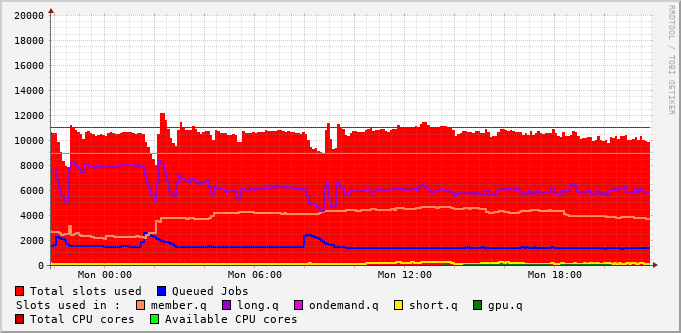 20000
18000
16000
14000
12000
10000
8000
6000
4000
2000
0
Mon 00:00 Mon 06:00 Mon 12:00 Mon 18:00
RRDTOOL / TOBI OETIKER
Total slots used Queued Jobs
Slots used in : member.q long.q ondemand.q short.q gpu.q
Total CPU cores Available CPU cores